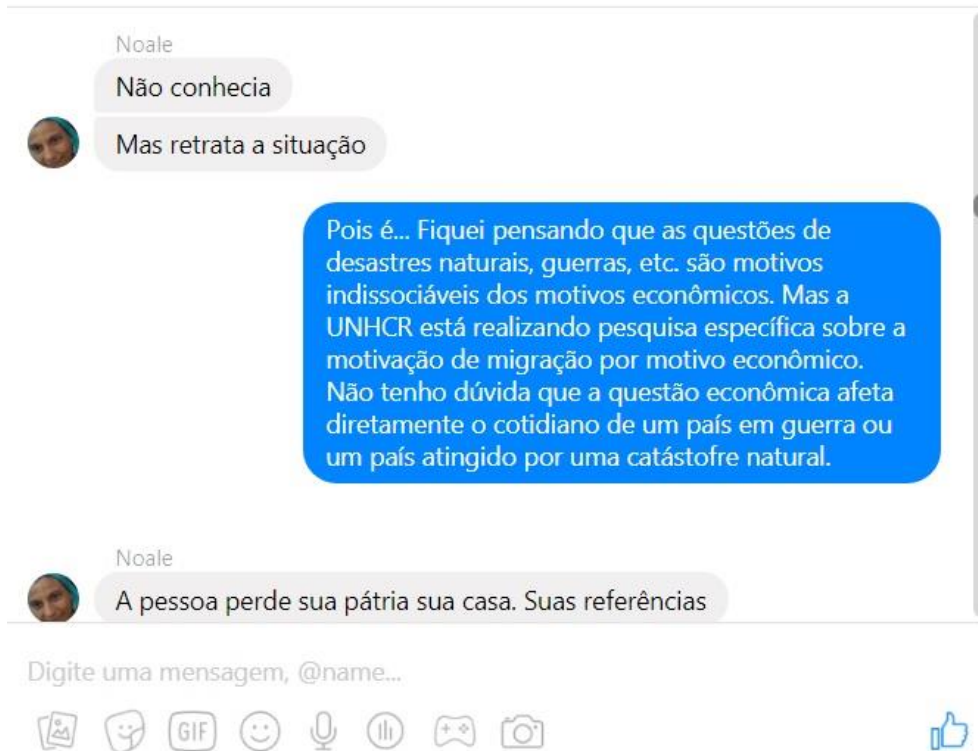 Noale
Não conhecia
Mas retrata a situação
Pois é... Fiquei pensando que as questões de
desastres naturais, guerras, etc. são motivos
indissociáveis dos motivos econômicos. Mas a
UNHCR está realizando pesquisa específica sobre a
motivação de migração por motivo econômico.
Não tenho dúvida que a questão econômica afeta
diretamente o cotidiano de um país em guerra ou
um país atingido por uma catástofre natural.
Noale
A pessoa perde sua pátria sua casa. Suas referências
Digite uma mensagem, @name...
GIF